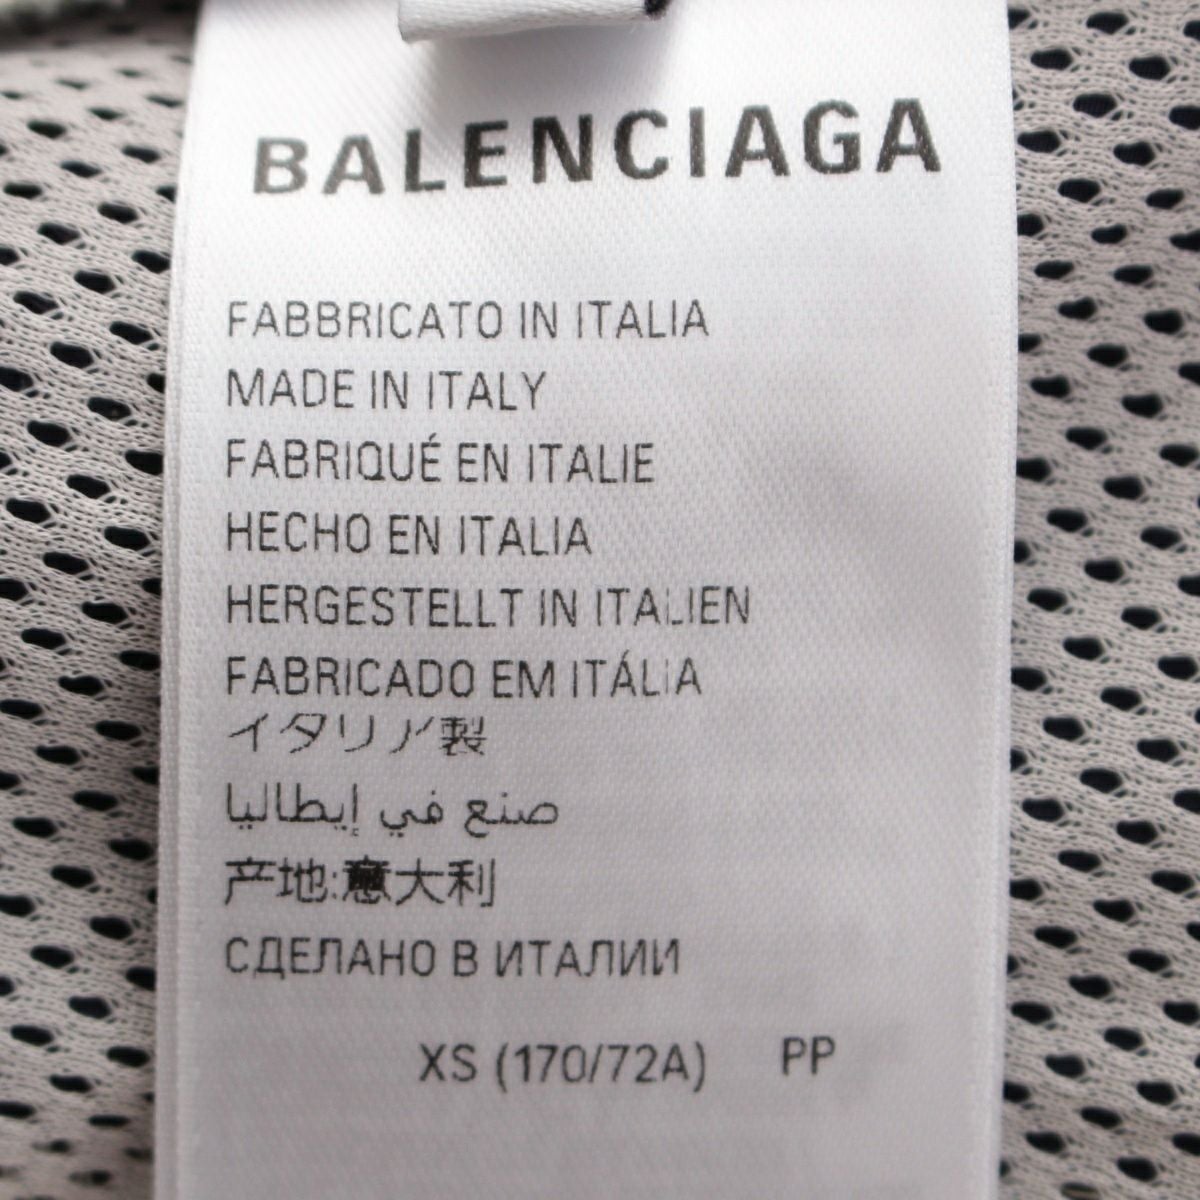 BALENCIAGA
FABBRICATO IN ITALIA
MADE IN ITALY
FABRIQUÉ EN ITALIE
HECHO EN ITALIA
HERGESTELLT IN ITALIEN
FABRICADO EM ITÁLIA
イタリア製
صنع في إيطاليا
产地:意大利
СДЕЛАНО В ИТАЛИИ
XS (170/72A) PP